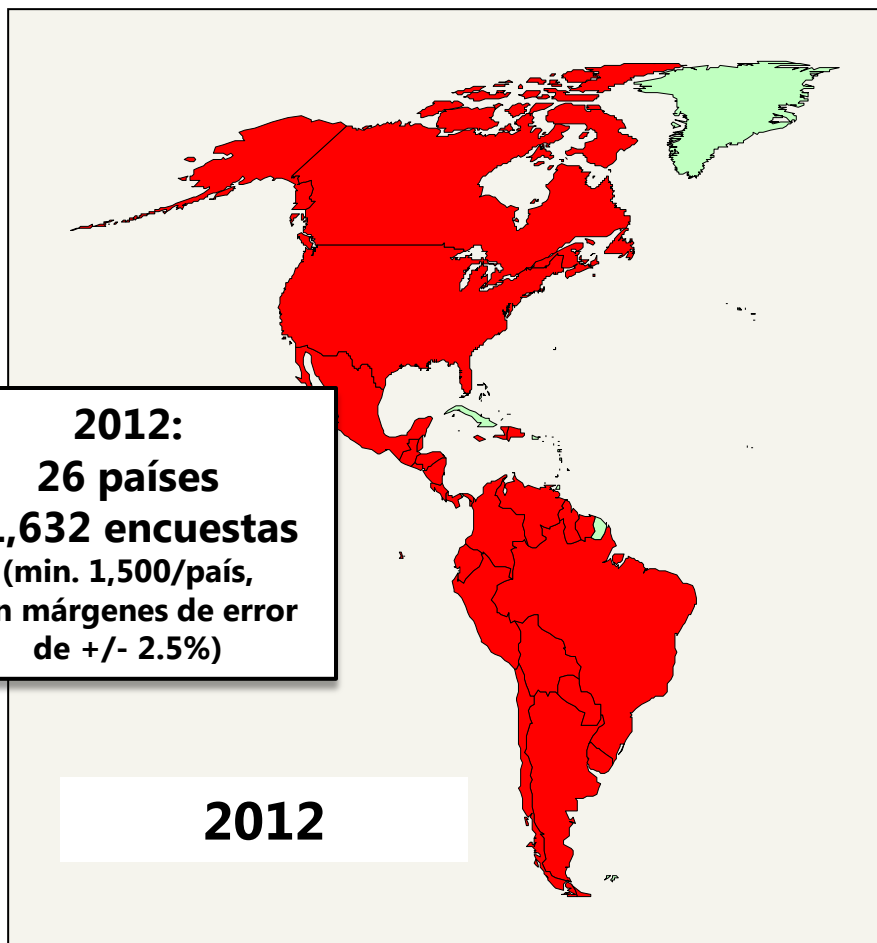 2012:
26 países
,632 encuestas
(min. 1,500/país,
márgenes de error
de +/- 2.5%)
2012